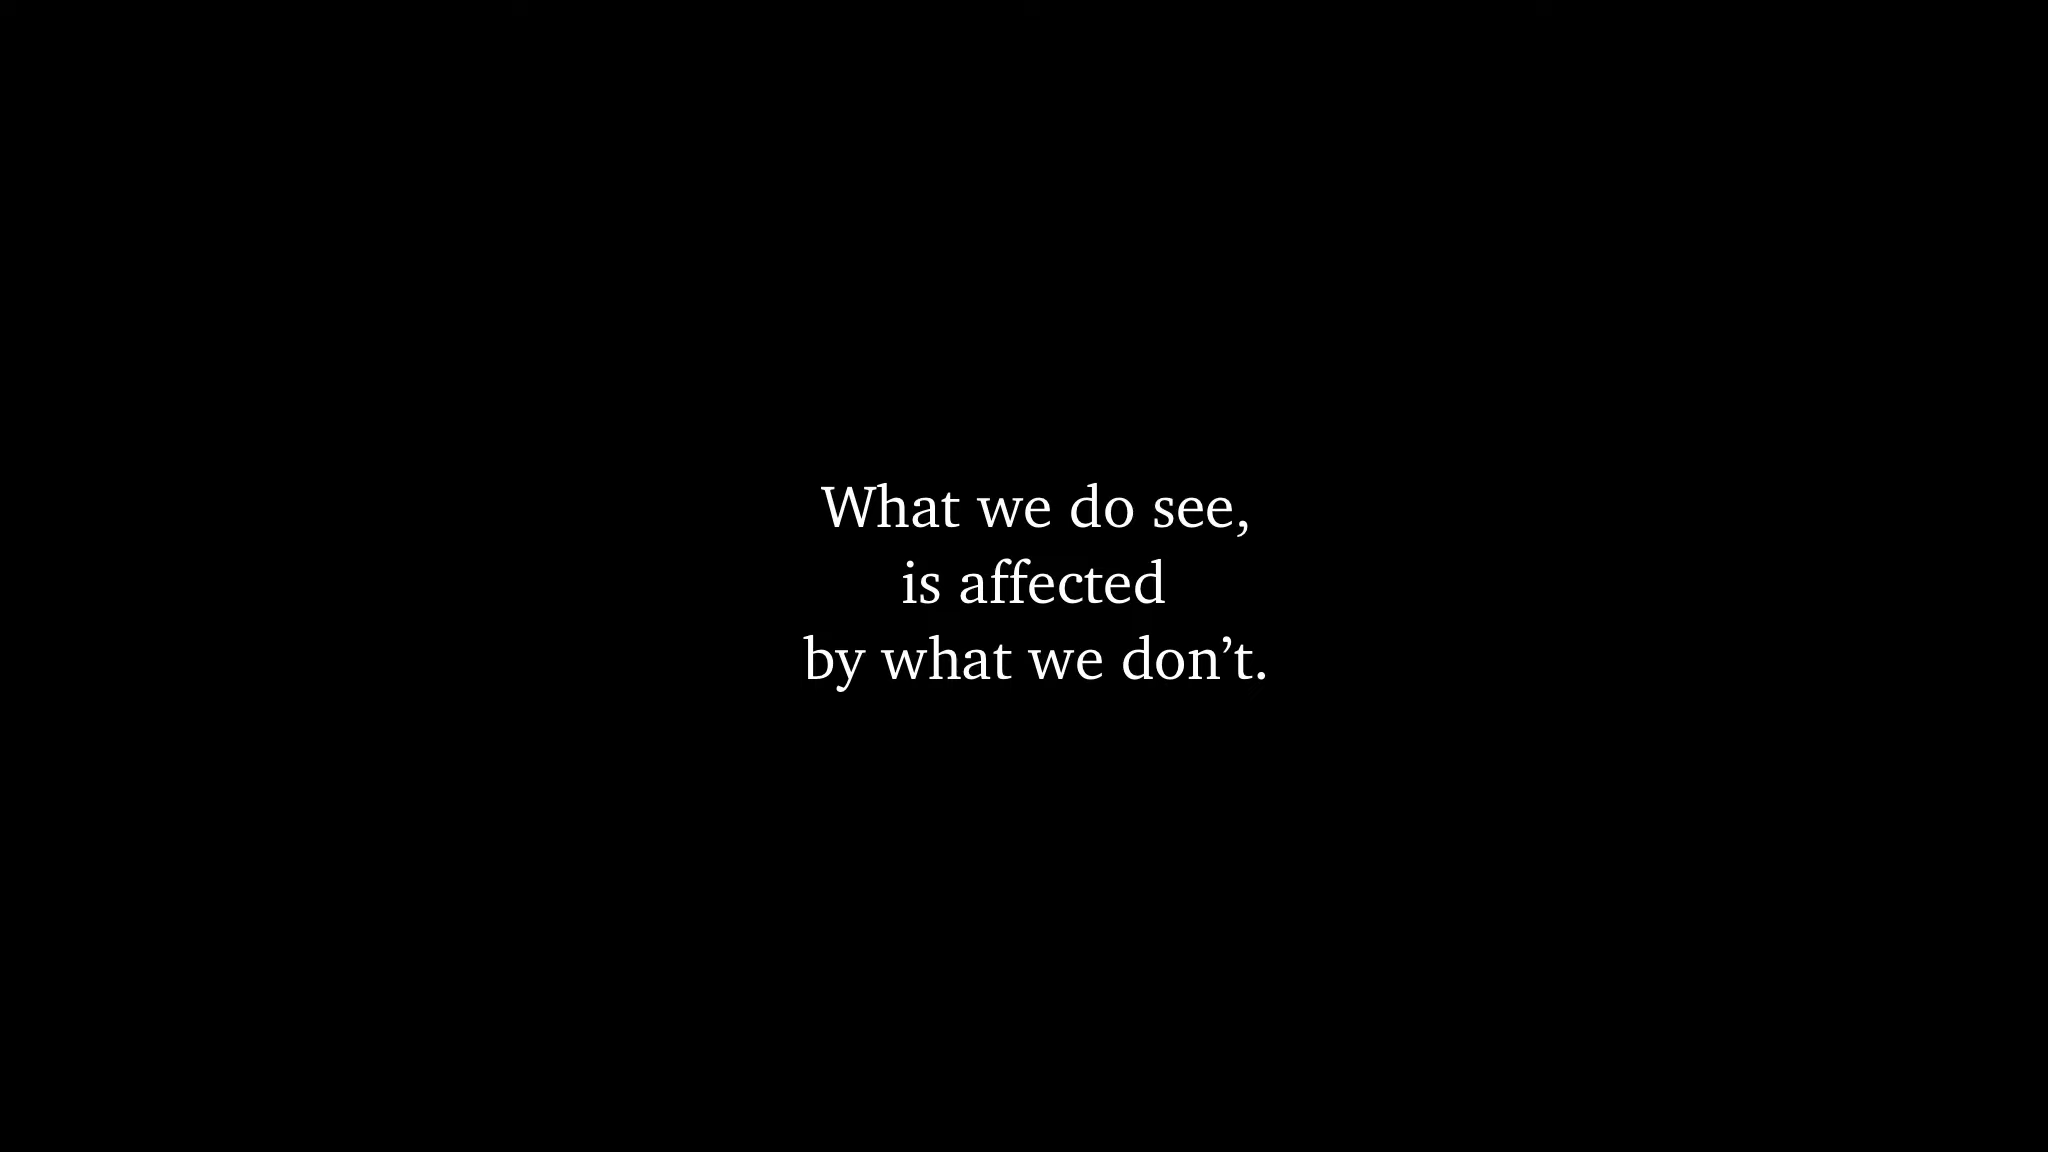 What we do see,
is affected
by what we don’t.